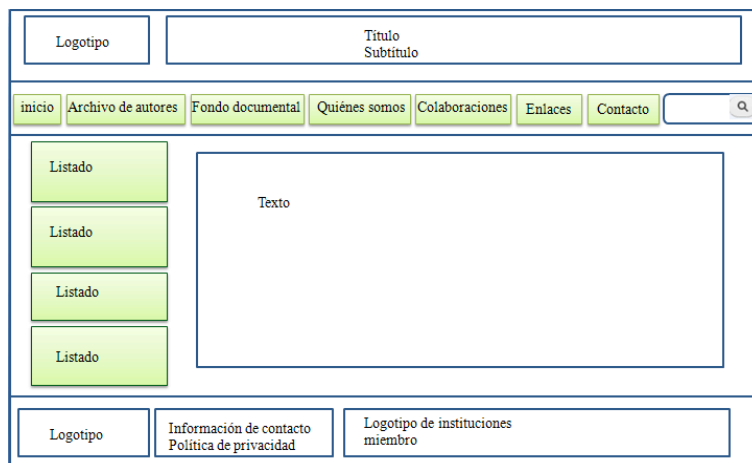 Logotipo
Título
Subtítulo
inicio
Archivo de autores
Fondo documental
Quiénes somos
Colaboraciones
Enlaces
Contacto
Listado
Listado
Listado
Listado
Texto
Logotipo
Información de contacto
Política de privacidad
Logotipo de instituciones
miembro